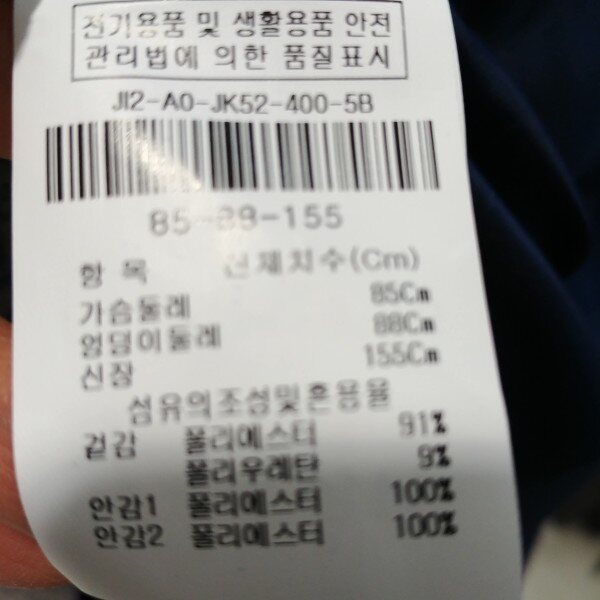 전기용품 및 생활용품 안전
관리법에 의한 품질표시
JI2-A0-JK52-400-5B
85-88-155
항 목 신체치수(Cm)
가슴둘레 85Cm
엉덩이둘레 88Cm
신장 155Cm
섬유의조성및혼용율
겉감 폴리에스터 91%
폴리우레탄 9%
안감1 폴리에스터 100%
안감2 폴리에스터 100%